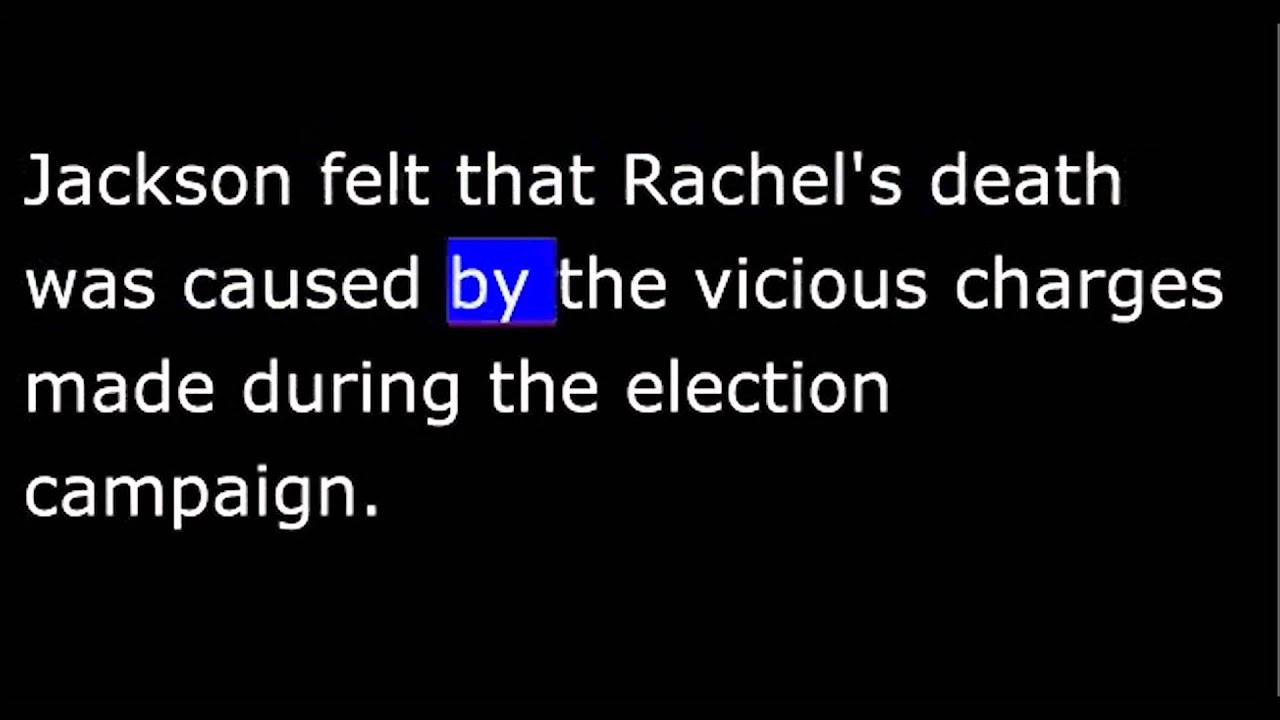 Jackson felt that Rachel's death
was caused by the vicious charges
made during the election
campaign.